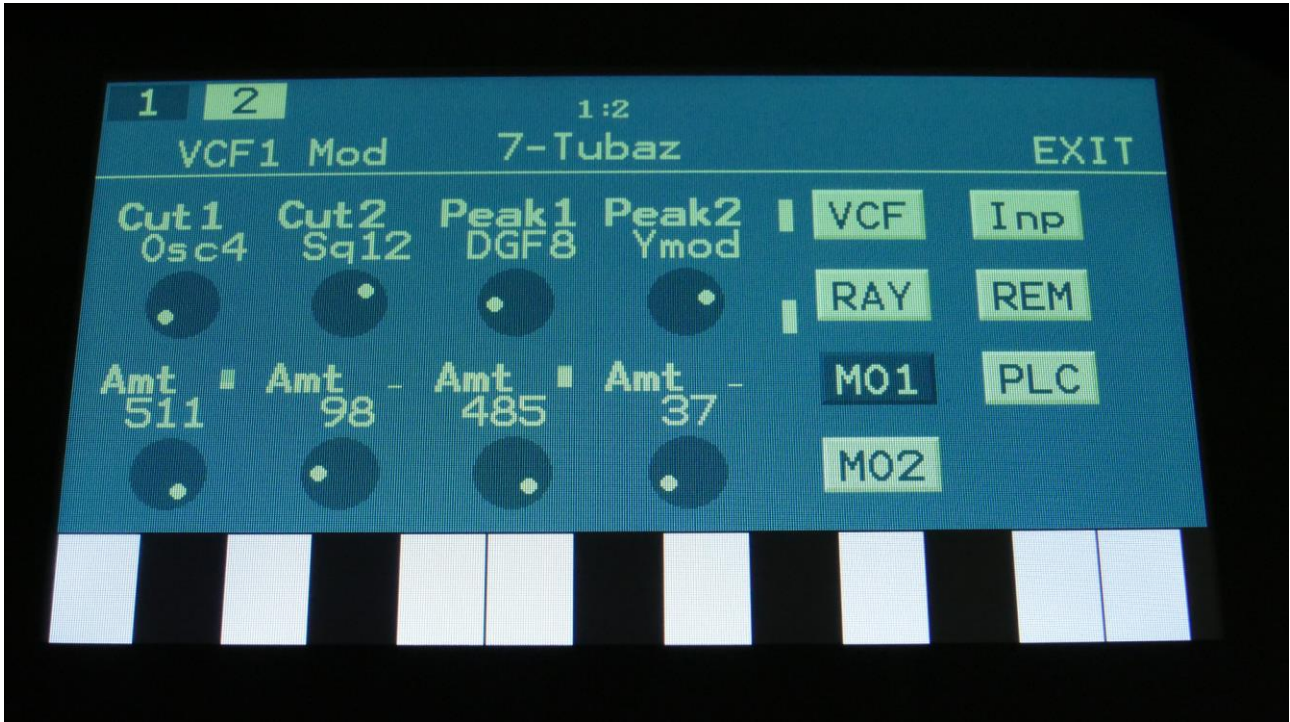 1 2 1:2
VCF1 Mod 7-Tubaz EXIT
Cut1 Cut2 Peak1 Peak2 VCF Inp
Osc4 Sq12 DGF8 Ymod
RAY REM
Amt Amt Amt Amt MO1 PLC
511 98 485 37
MO2